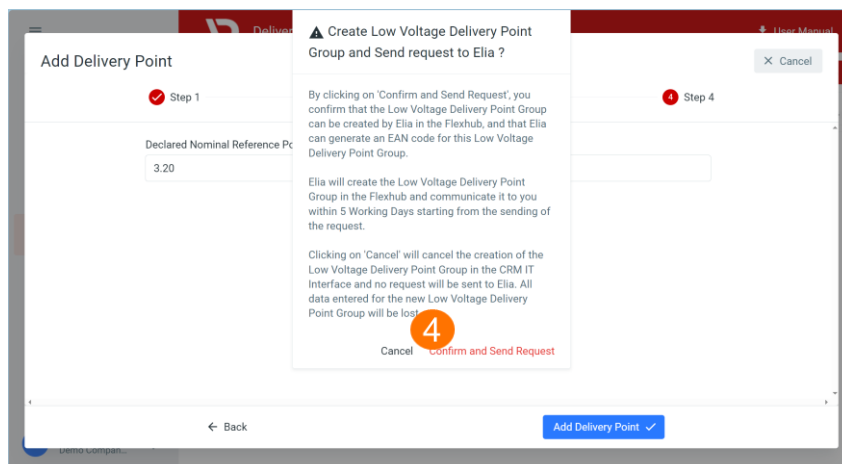 Deliver
User Manual
Add Delivery Point
Cancel
Step 1
4 Step 4
Declared Nominal Reference Po
3.20
Create Low Voltage Delivery Point
Group and Send request to Elia ?
By clicking on 'Confirm and Send Request', you
confirm that the Low Voltage Delivery Point Group
can be created by Elia in the Flexhub, and that Elia
can generate an EAN code for this Low Voltage
Delivery Point Group.
Elia will create the Low Voltage Delivery Point
Group in the Flexhub and communicate it to you
within 5 Working Days starting from the sending of
the request.
Clicking on 'Cancel' will cancel the creation of the
Low Voltage Delivery Point Group in the CRM IT
Interface and no request will be sent to Elia. All
data entered for the new Low Voltage Delivery
Point Group will be lost
4
Cancel Confirm and Send Request
Back
Add Delivery Point
Demo Compan...